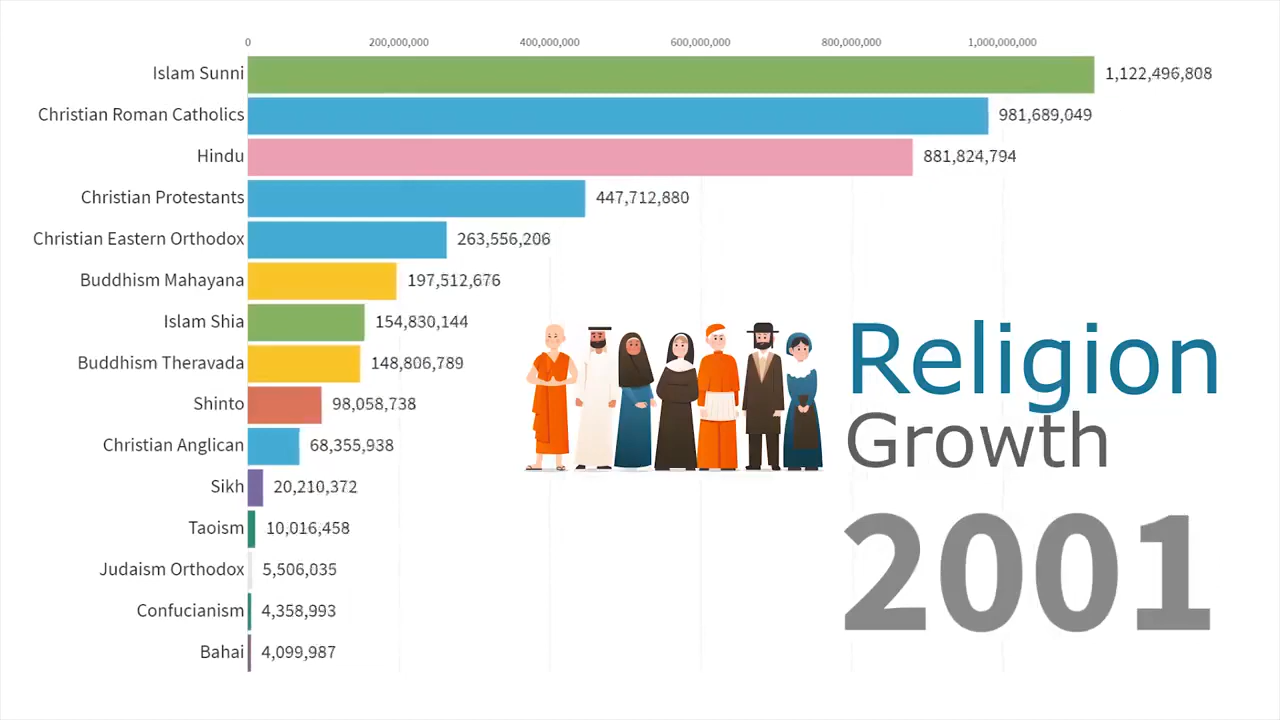 0 200,000,000 400,000,000 600,000,000 800,000,000 1,000,000,000
Islam Sunni 1,122,496,808
Christian Roman Catholics 981,689,049
Hindu 881,824,794
Christian Protestants 447,712,880
Christian Eastern Orthodox 263,556,206
Buddhism Mahayana 197,512,676
Islam Shia 154,830,144
Buddhism Theravada 148,806,789
Shinto 98,058,738
Christian Anglican 68,355,938
Sikh 20,210,372
Taoism 10,016,458
Judaism Orthodox 5,506,035
Confucianism 4,358,993
Bahai 4,099,987
Religion
Growth
2001